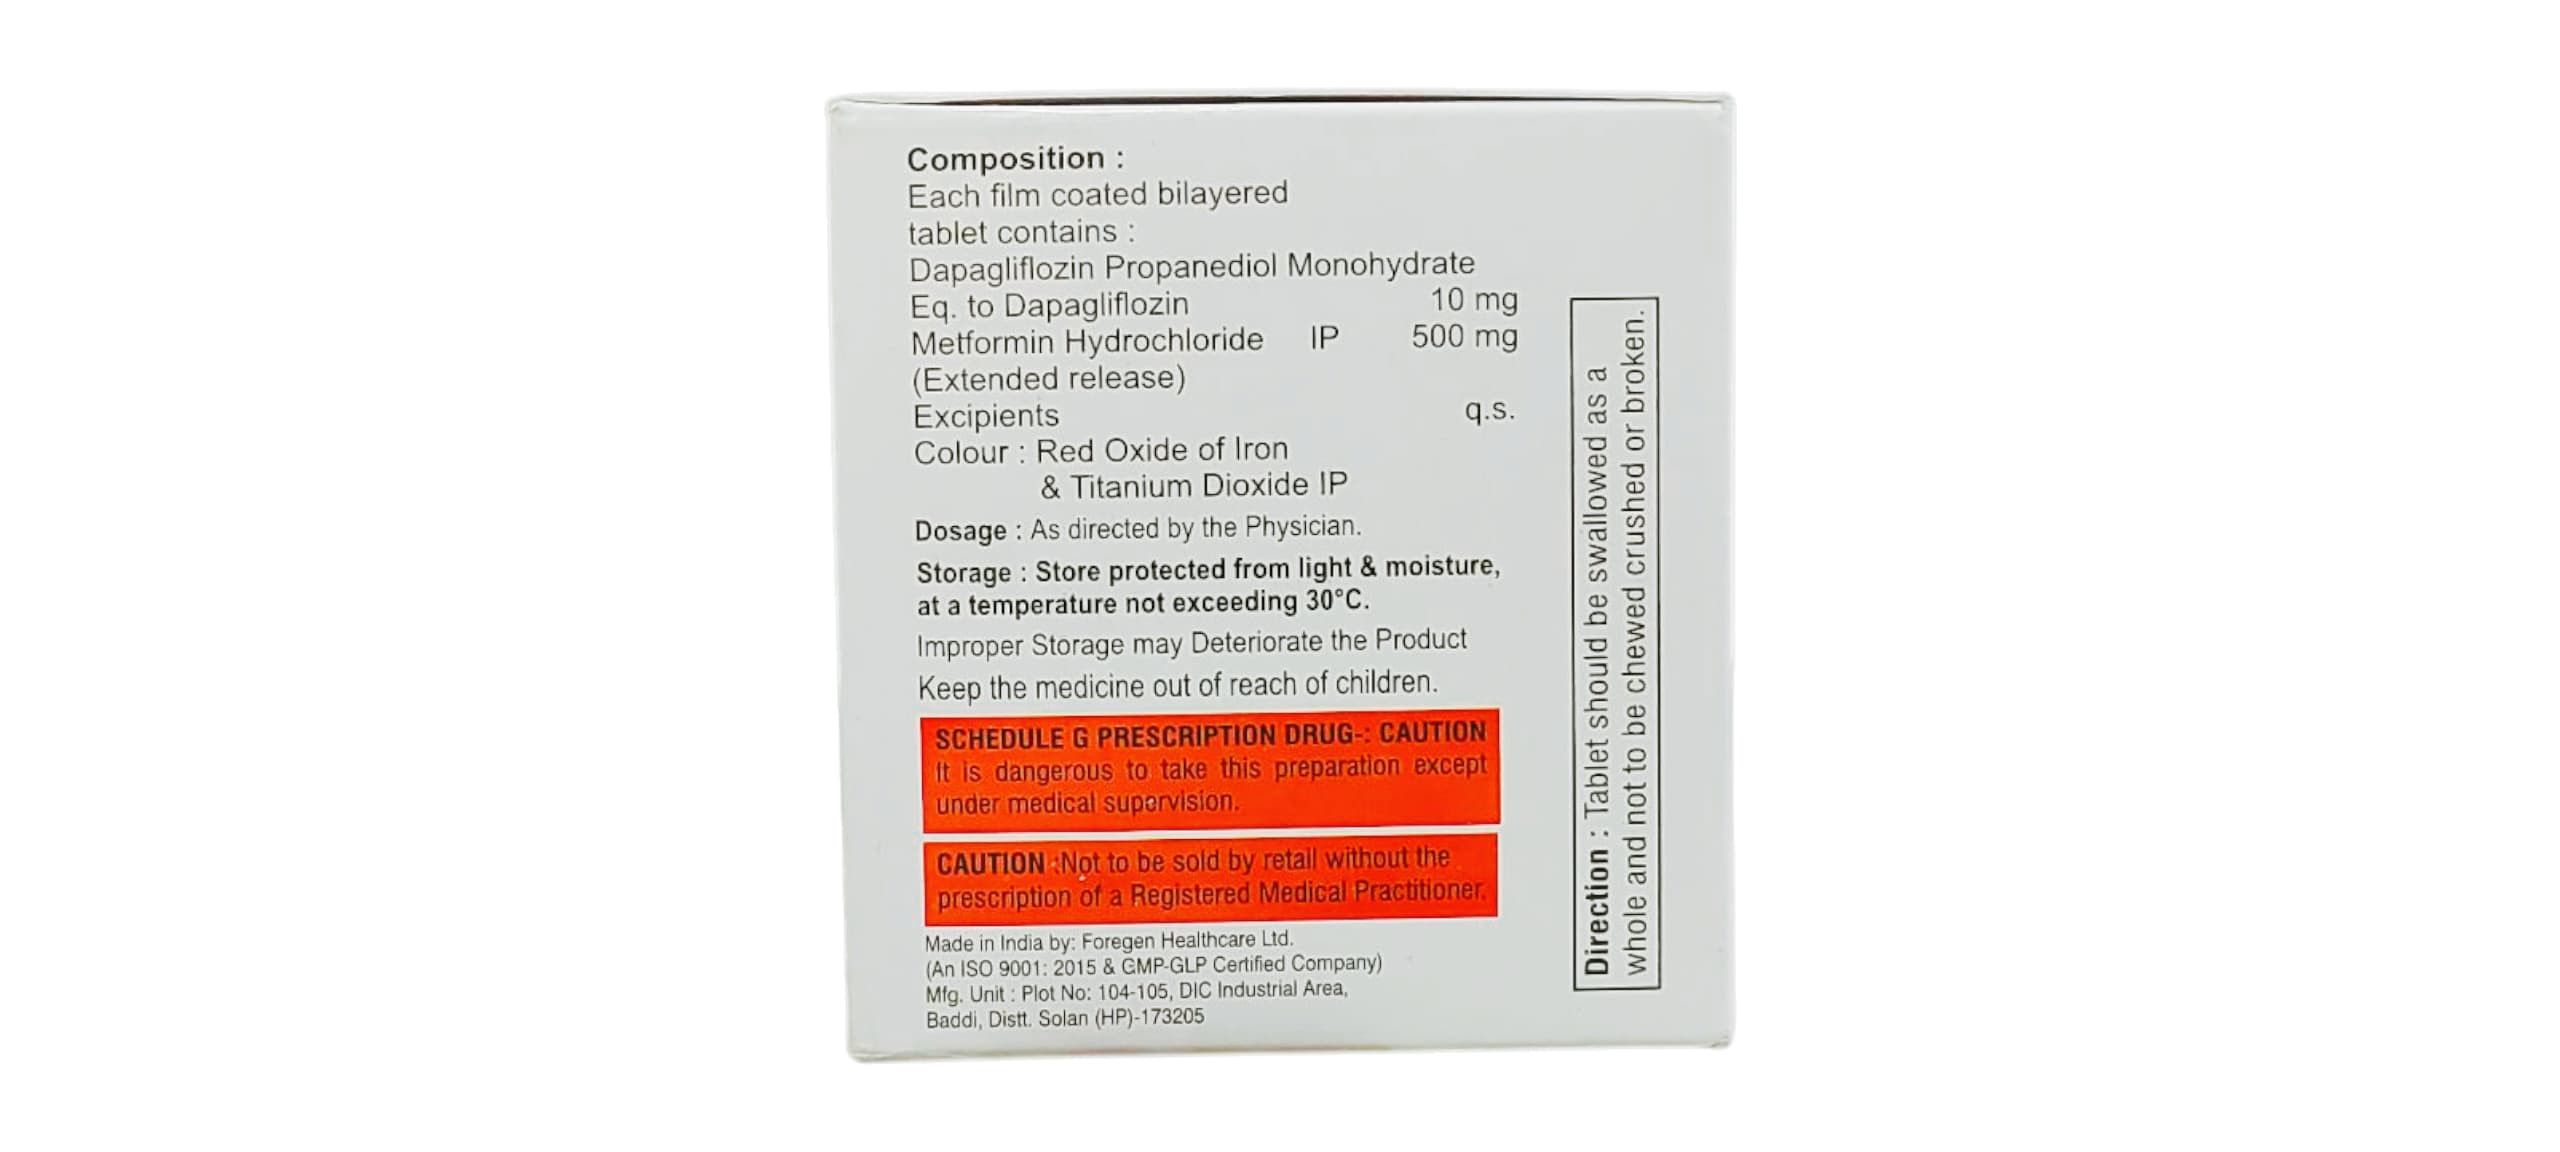 Composition :
Each film coated bilayered
tablet contains :
Dapagliflozin Propanediol Monohydrate
Eq. to Dapagliflozin 10 mg
Metformin Hydrochloride IP 500 mg
(Extended release)
Excipients q.s.
Colour : Red Oxide of Iron
& Titanium Dioxide IP
Dosage : As directed by the Physician.
Storage : Store protected from light & moisture,
at a temperature not exceeding 30°C.
Improper Storage may Deteriorate the Product
Keep the medicine out of reach of children.
SCHEDULE G PRESCRIPTION DRUG-: CAUTION
It is dangerous to take this preparation except
under medical supervision.
CAUTION :Not to be sold by retail without the
prescription of a Registered Medical Practitioner.
Made in India by: Foregen Healthcare Ltd.
(An ISO 9001: 2015 & GMP-GLP Certified Company)
Mfg. Unit : Plot No: 104-105, DIC Industrial Area,
Baddi, Distt. Solan (HP)-173205
Direction : Tablet should be swallowed as a
whole and not to be chewed crushed or broken.